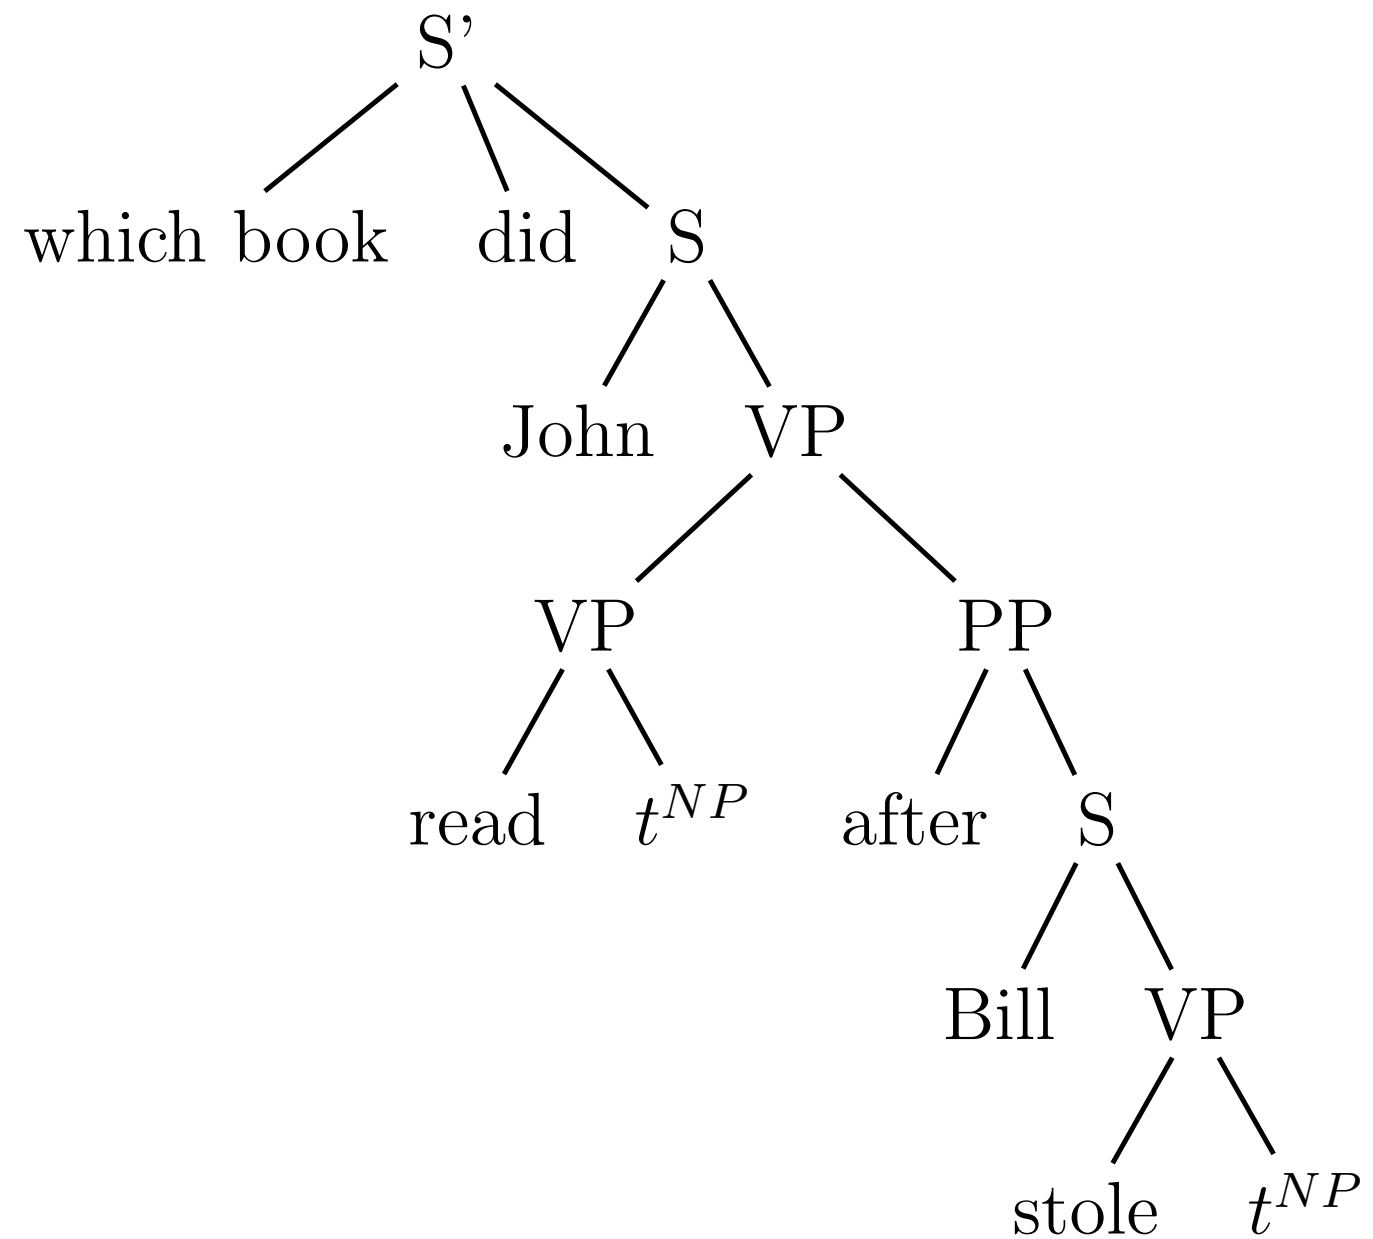 S’
which book did S
John VP
VP PP
read t^{NP} after S
Bill VP
stole t^{NP}